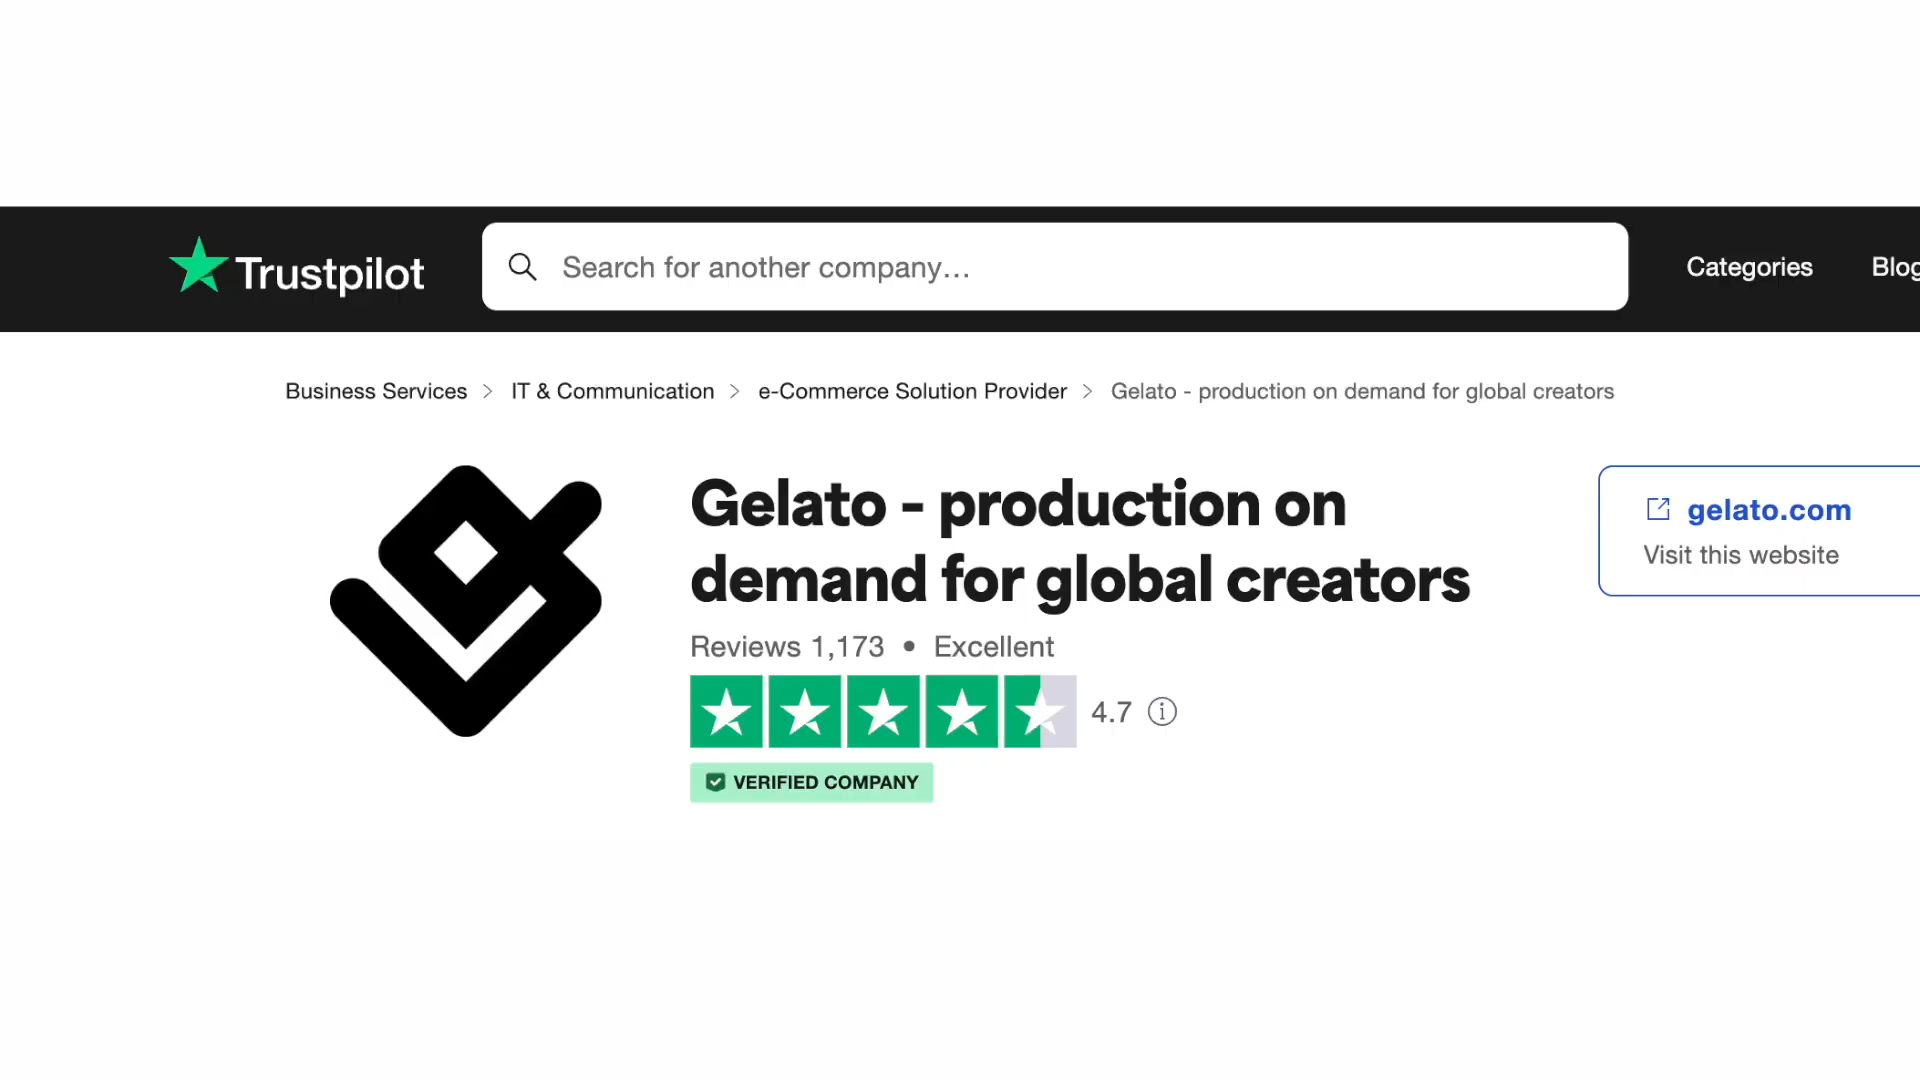 Trustpilot
Search for another company...
Categories
Blog
Business Services > IT & Communication > e-Commerce Solution Provider > Gelato - production on demand for global creators
Gelato - production on
demand for global creators
Reviews 1,173 • Excellent
4.7
VERIFIED COMPANY
gelato.com
Visit this website